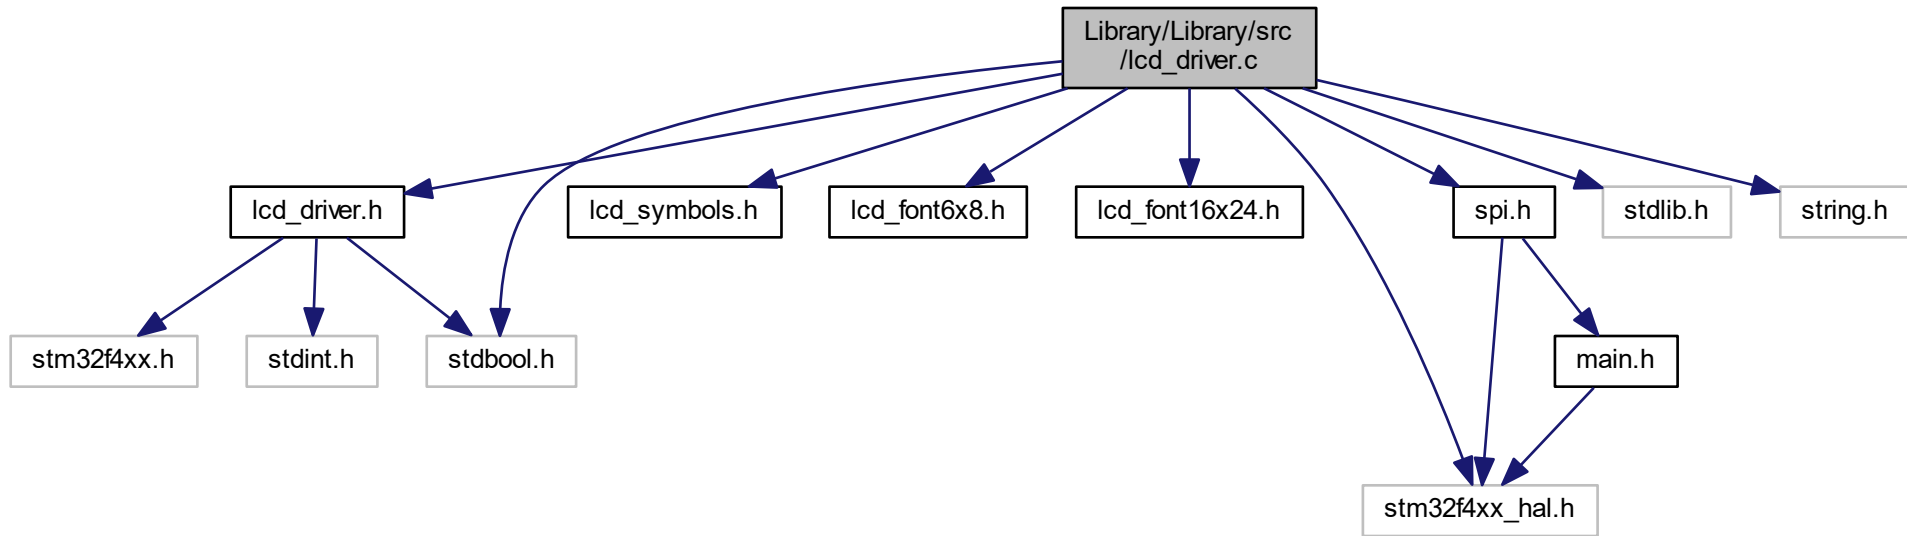 Library/Library/src
/lcd_driver.c
lcd_driver.h
lcd_symbols.h
lcd_font6x8.h
lcd_font16x24.h
spi.h
stdlib.h
string.h
stm32f4xx.h
stdint.h
stdbool.h
main.h
stm32f4xx_hal.h